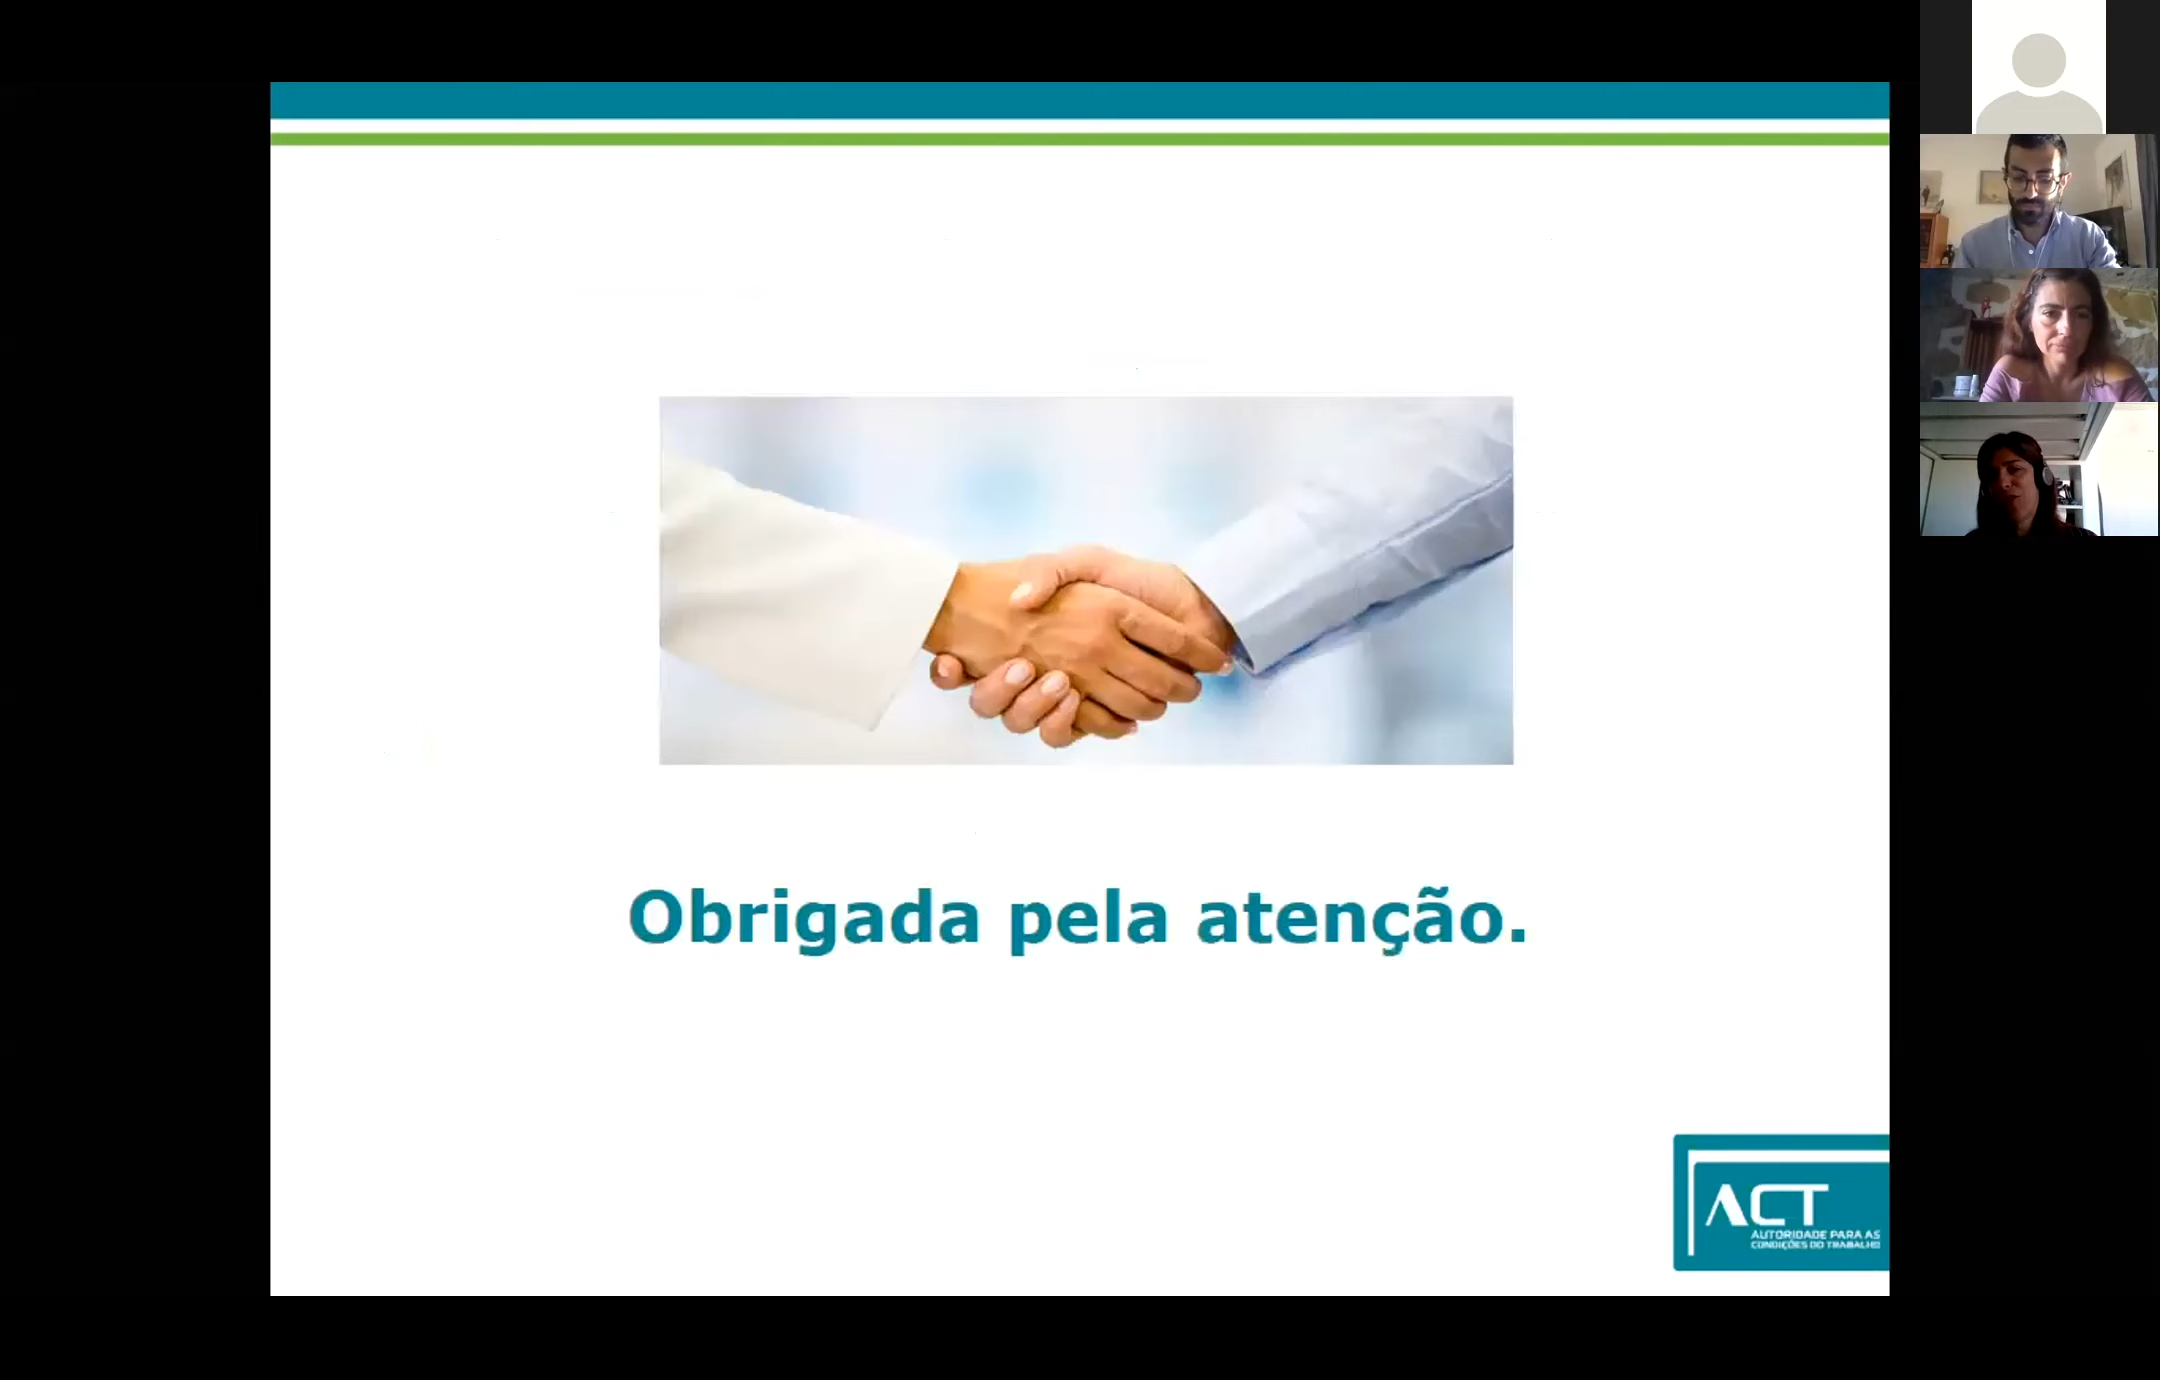 Obrigada pela atenção.
ACT
AUTORIDADE PARA AS
CONDIÇÕES DO TRABALHO